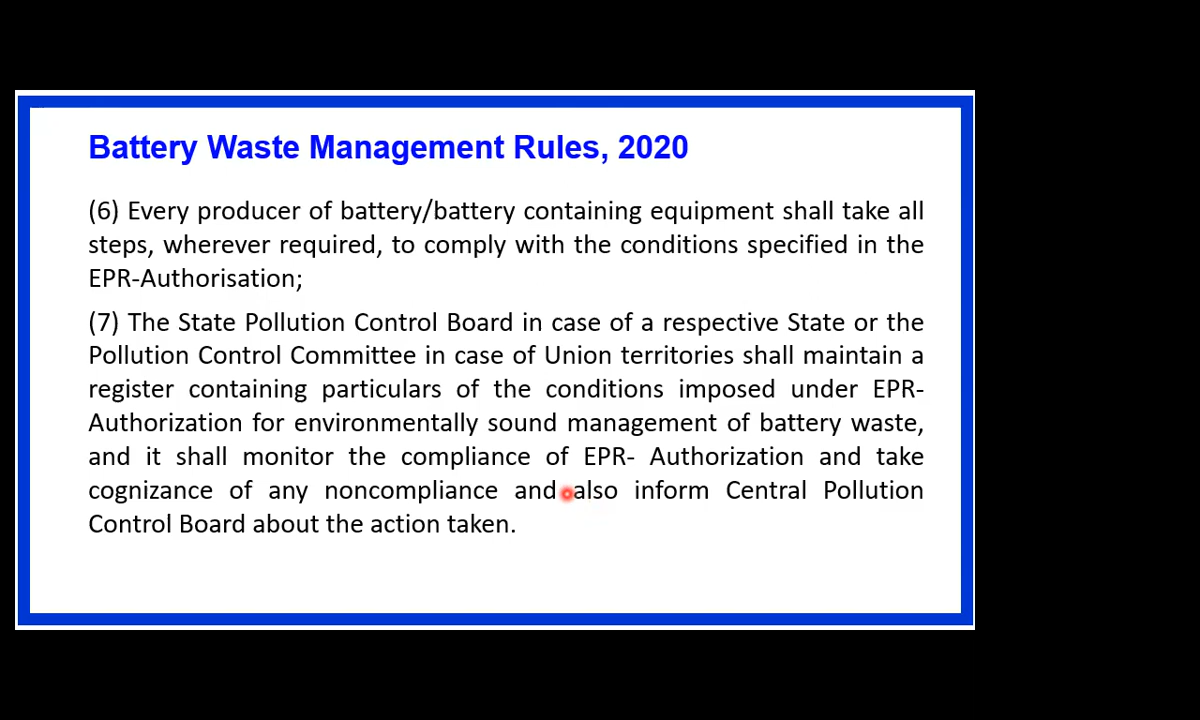 Battery Waste Management Rules, 2020
(6) Every producer of battery/battery containing equipment shall take all
steps, wherever required, to comply with the conditions specified in the
EPR-Authorisation;
(7) The State Pollution Control Board in case of a respective State or the
Pollution Control Committee in case of Union territories shall maintain a
register containing particulars of the conditions imposed under EPR-
Authorization for environmentally sound management of battery waste,
and it shall monitor the compliance of EPR- Authorization and take
cognizance of any noncompliance and also inform Central Pollution
Control Board about the action taken.